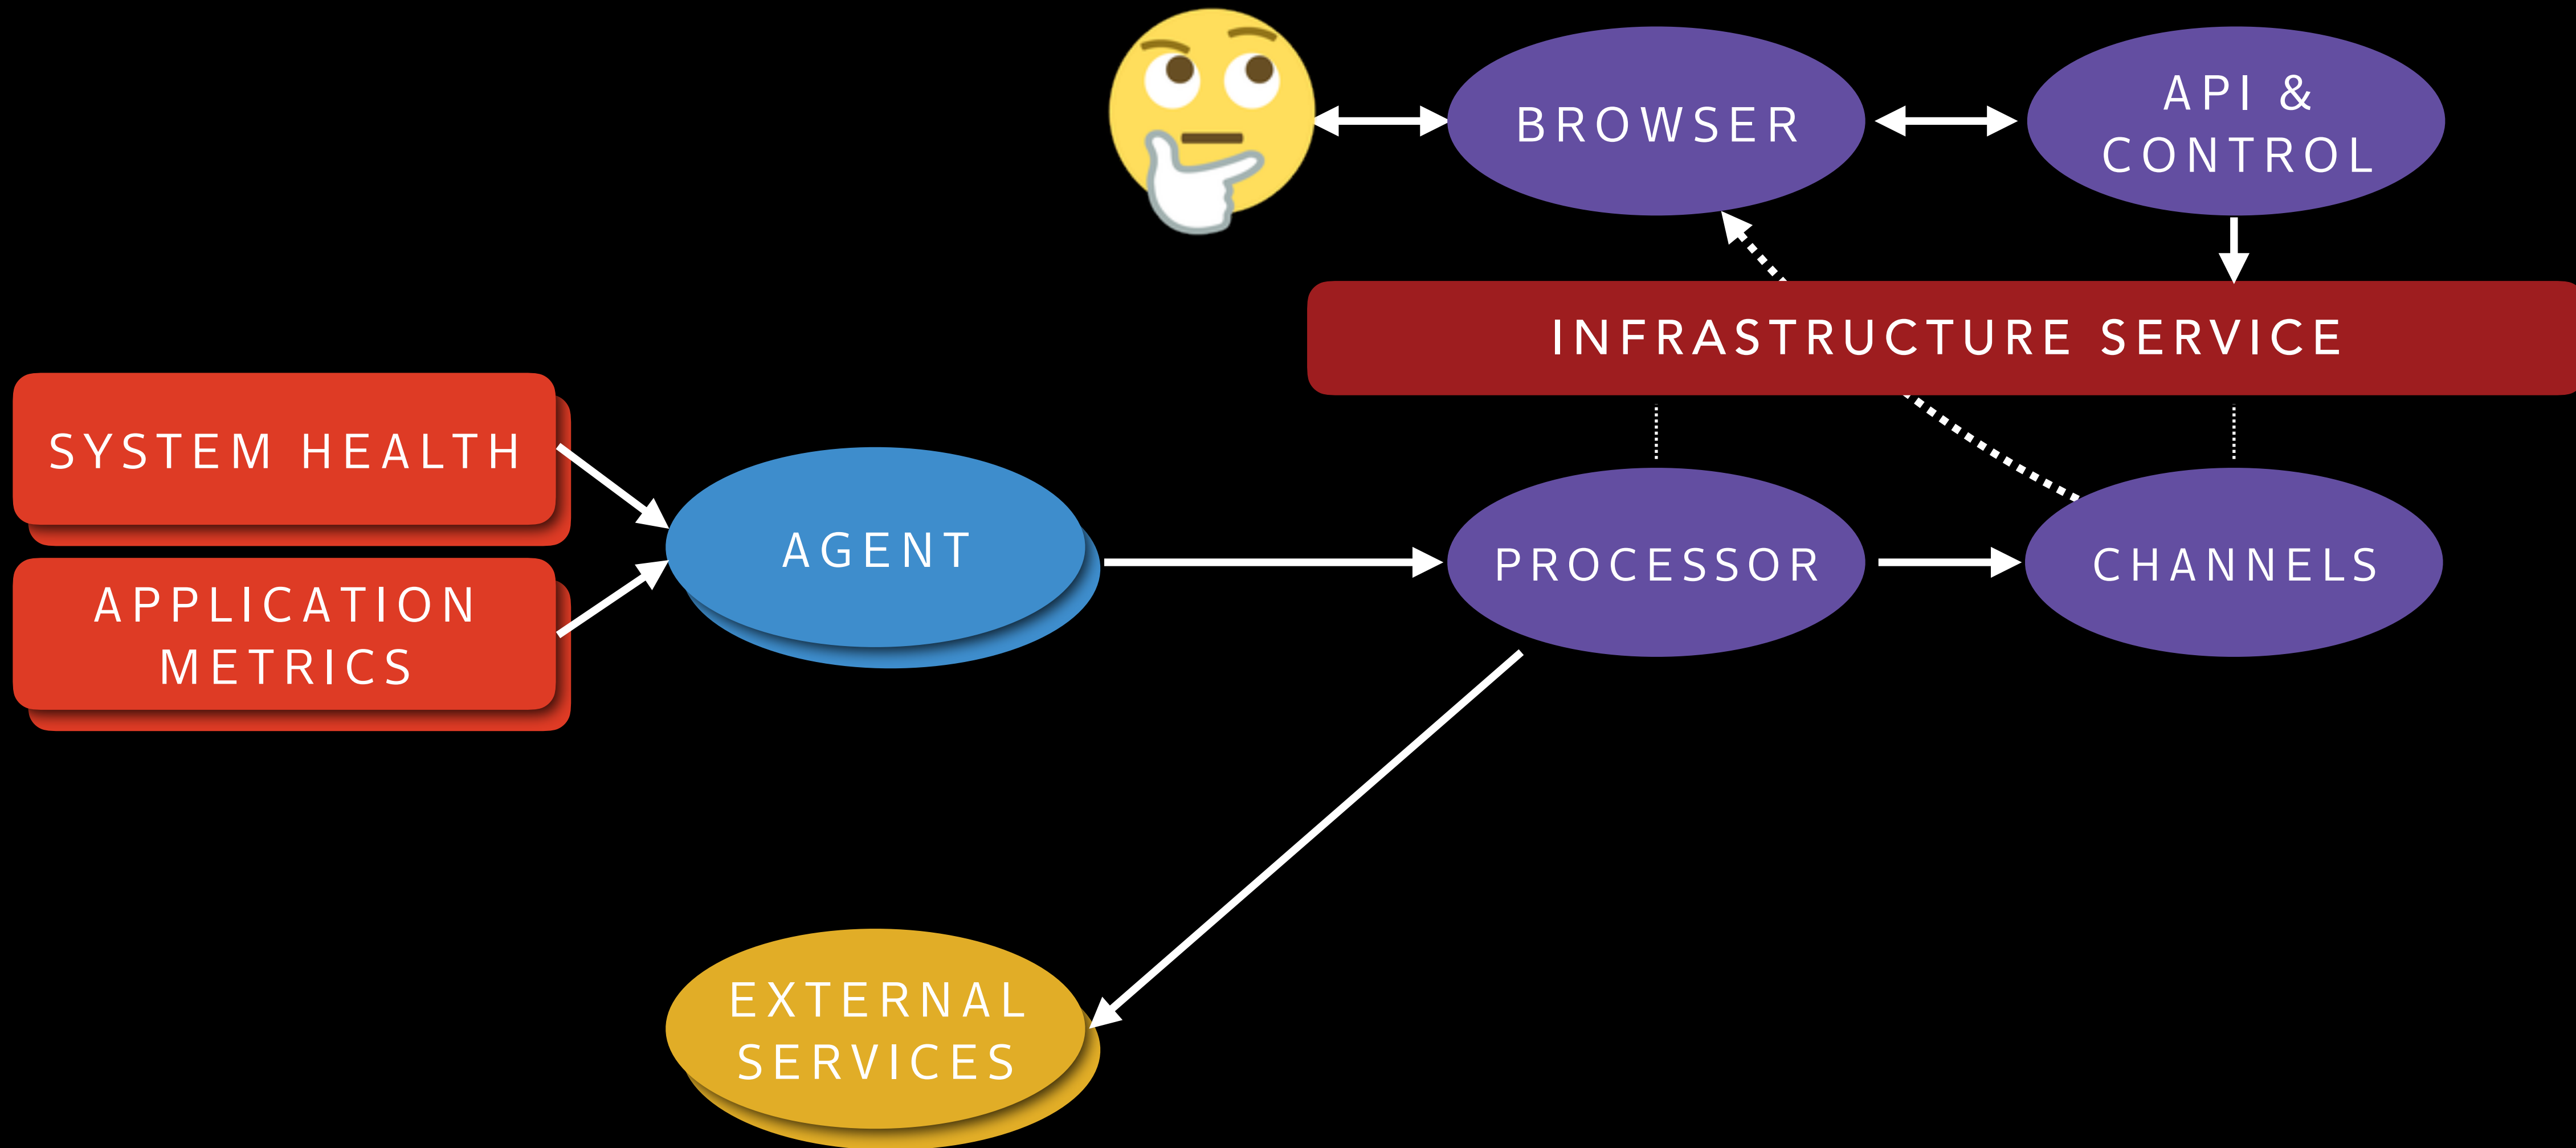 BROWSER
API &
CONTROL
INFRASTRUCTURE SERVICE
SYSTEM HEALTH
APPLICATION
METRICS
AGENT
PROCESSOR
CHANNELS
EXTERNAL
SERVICES